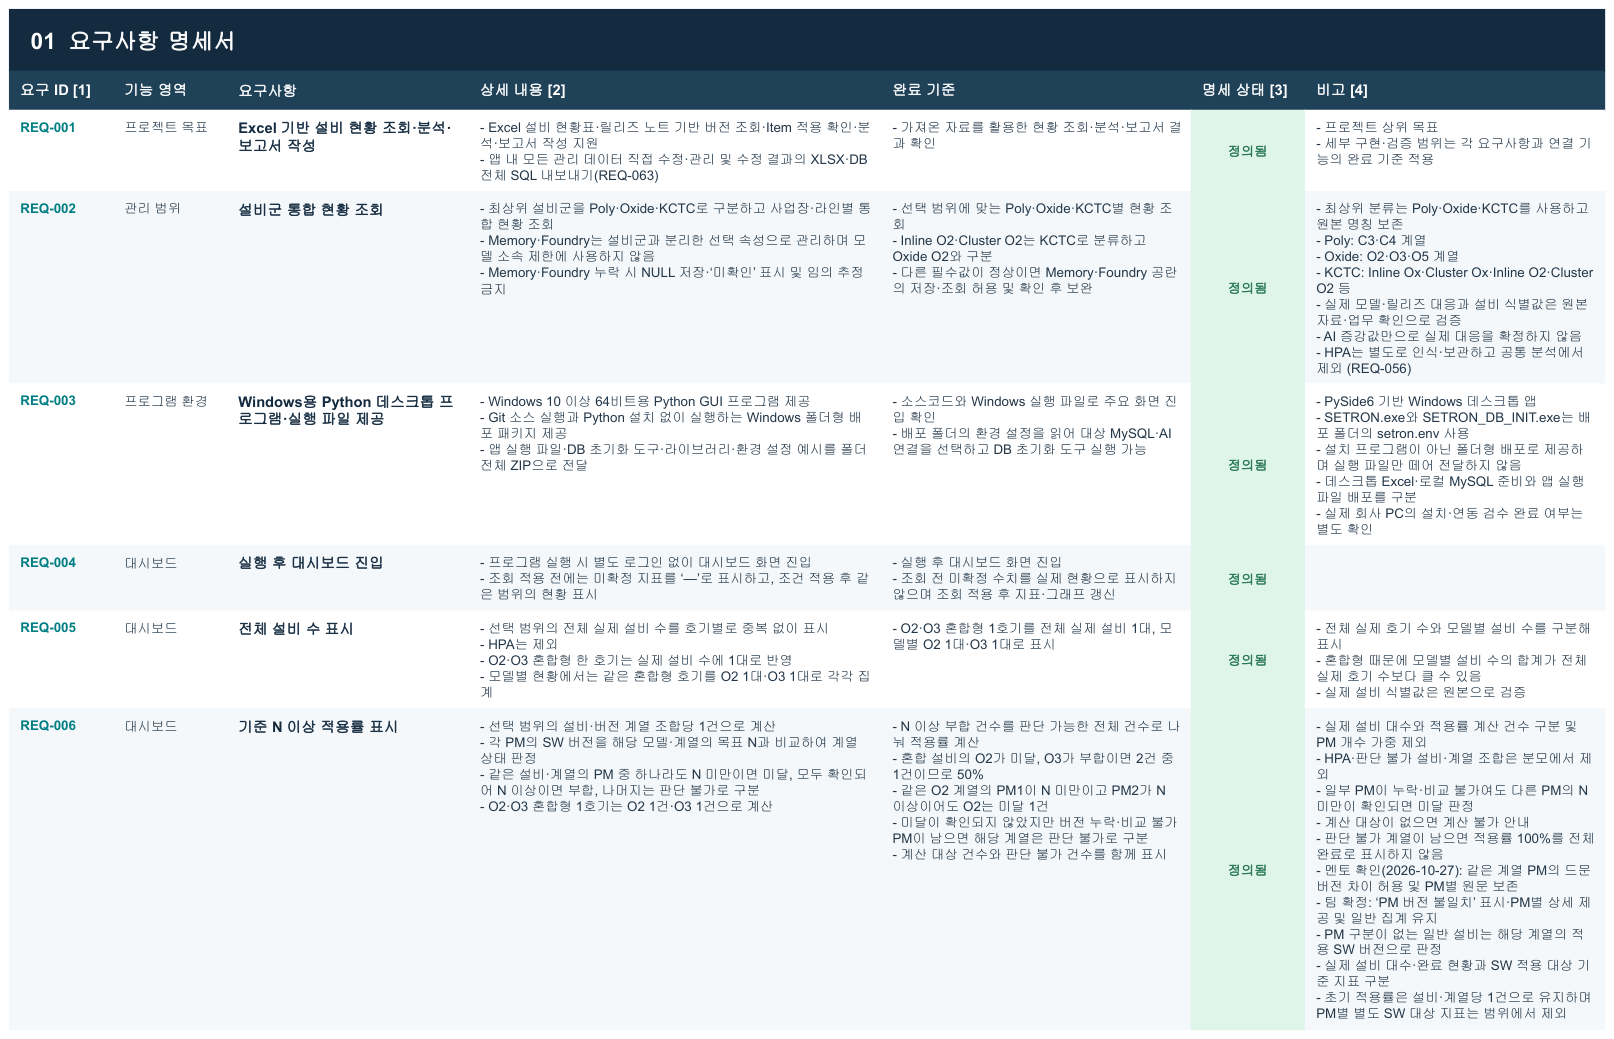 01 요구사항 명세서
요구 ID [1]
기능 영역
요구사항
상세 내용 [2]
완료 기준
명세 상태 [3]
비고 [4]
REQ-001
프로젝트 목표
Excel 기반 설비 현황 조회·분석·
보고서 작성
- Excel 설비 현황표·릴리즈 노트 기반 버전 조회·Item 적용 확인·분
석·보고서 작성 지원
- 앱 내 모든 관리 데이터 직접 수정·관리 및 수정 결과의 XLSX·DB
전체 SQL 내보내기(REQ-063)
- 가져온 자료를 활용한 현황 조회·분석·보고서 결
과 확인
정의됨
- 프로젝트 상위 목표
- 세부 구현·검증 범위는 각 요구사항과 연결 기
능의 완료 기준 적용
REQ-002
관리 범위
설비군 통합 현황 조회
- 최상위 설비군을 Poly·Oxide·KCTC로 구분하고 사업장·라인별 통
합 현황 조회
- Memory·Foundry는 설비군과 분리한 선택 속성으로 관리하며 모
델 소속 제한에 사용하지 않음
- Memory·Foundry 누락 시 NULL 저장·‘미확인’ 표시 및 임의 추정
금지
- 선택 범위에 맞는 Poly·Oxide·KCTC별 현황 조
회
- Inline O2·Cluster O2는 KCTC로 분류하고
Oxide O2와 구분
- 다른 필수값이 정상이면 Memory·Foundry 공란
의 저장·조회 허용 및 확인 후 보완
정의됨
- 최상위 분류는 Poly·Oxide·KCTC를 사용하고
원본 명칭 보존
- Poly: C3·C4 계열
- Oxide: O2·O3·O5 계열
- KCTC: Inline Ox·Cluster Ox·Inline O2·Cluster
O2 등
- 실제 모델·릴리즈 대응과 설비 식별값은 원본
자료·업무 확인으로 검증
- AI 증강값만으로 실제 대응을 확정하지 않음
- HPA는 별도로 인식·보관하고 공통 분석에서
제외 (REQ-056)
REQ-003
프로그램 환경
Windows용 Python 데스크톱 프
로그램·실행 파일 제공
- Windows 10 이상 64비트용 Python GUI 프로그램 제공
- Git 소스 실행과 Python 설치 없이 실행하는 Windows 폴더형 배
포 패키지 제공
- 앱 실행 파일·DB 초기화 도구·라이브러리·환경 설정 예시를 폴더
전체 ZIP으로 전달
- 소스코드와 Windows 실행 파일로 주요 화면 진
입 확인
- 배포 폴더의 환경 설정을 읽어 대상 MySQL·AI
연결을 선택하고 DB 초기화 도구 실행 가능
정의됨
- PySide6 기반 Windows 데스크톱 앱
- SETRON.exe와 SETRON_DB_INIT.exe는 배
포 폴더의 setron.env 사용
- 설치 프로그램이 아닌 폴더형 배포로 제공하
며 실행 파일만 떼어 전달하지 않음
- 데스크톱 Excel·로컬 MySQL 준비와 앱 실행
파일 배포를 구분
- 실제 회사 PC의 설치·연동 검수 완료 여부는
별도 확인
REQ-004
대시보드
실행 후 대시보드 진입
- 프로그램 실행 시 별도 로그인 없이 대시보드 화면 진입
- 조회 적용 전에는 미확정 지표를 ‘—’로 표시하고, 조건 적용 후 같
은 범위의 현황 표시
- 실행 후 대시보드 화면 진입
- 조회 전 미확정 수치를 실제 현황으로 표시하지
않으며 조회 적용 후 지표·그래프 갱신
정의됨
REQ-005
대시보드
전체 설비 수 표시
- 선택 범위의 전체 실제 설비 수를 호기별로 중복 없이 표시
- HPA는 제외
- O2·O3 혼합형 한 호기는 실제 설비 수에 1대로 반영
- 모델별 현황에서는 같은 혼합형 호기를 O2 1대·O3 1대로 각각 집
계
- O2·O3 혼합형 1호기를 전체 실제 설비 1대, 모
델별 O2 1대·O3 1대로 표시
정의됨
- 전체 실제 호기 수와 모델별 설비 수를 구분해
표시
- 혼합형 때문에 모델별 설비 수의 합계가 전체
실제 호기 수보다 클 수 있음
- 실제 설비 식별값은 원본으로 검증
REQ-006
대시보드
기준 N 이상 적용률 표시
- 선택 범위의 설비·버전 계열 조합당 1건으로 계산
- 각 PM의 SW 버전을 해당 모델·계열의 목표 N과 비교하여 계열
상태 판정
- 같은 설비·계열의 PM 중 하나라도 N 미만이면 미달, 모두 확인되
어 N 이상이면 부합, 나머지는 판단 불가로 구분
- O2·O3 혼합형 1호기는 O2 1건·O3 1건으로 계산
- N 이상 부합 건수를 판단 가능한 전체 건수로 나
눠 적용률 계산
- 혼합 설비의 O2가 미달, O3가 부합이면 2건 중
1건이므로 50%
- 같은 O2 계열의 PM1이 N 미만이고 PM2가 N
이상이어도 O2는 미달 1건
- 미달이 확인되지 않았지만 버전 누락·비교 불가
PM이 남으면 해당 계열은 판단 불가로 구분
- 계산 대상 건수와 판단 불가 건수를 함께 표시
정의됨
- 실제 설비 대수와 적용률 계산 건수 구분 및
PM 개수 가중 제외
- HPA·판단 불가 설비·계열 조합은 분모에서 제
외
- 일부 PM이 누락·비교 불가여도 다른 PM의 N
미만이 확인되면 미달 판정
- 계산 대상이 없으면 계산 불가 안내
- 판단 불가 계열이 남으면 적용률 100%를 전체
완료로 표시하지 않음
- 멘토 확인(2026-10-27): 같은 계열 PM의 드문
버전 차이 허용 및 PM별 원문 보존
- 팀 확정: ‘PM 버전 불일치’ 표시·PM별 상세 제
공 및 일반 집계 유지
- PM 구분이 없는 일반 설비는 해당 계열의 적
용 SW 버전으로 판정
- 실제 설비 대수·완료 현황과 SW 적용 대상 기
준 지표 구분
- 초기 적용률은 설비·계열당 1건으로 유지하며
PM별 별도 SW 대상 지표는 범위에서 제외